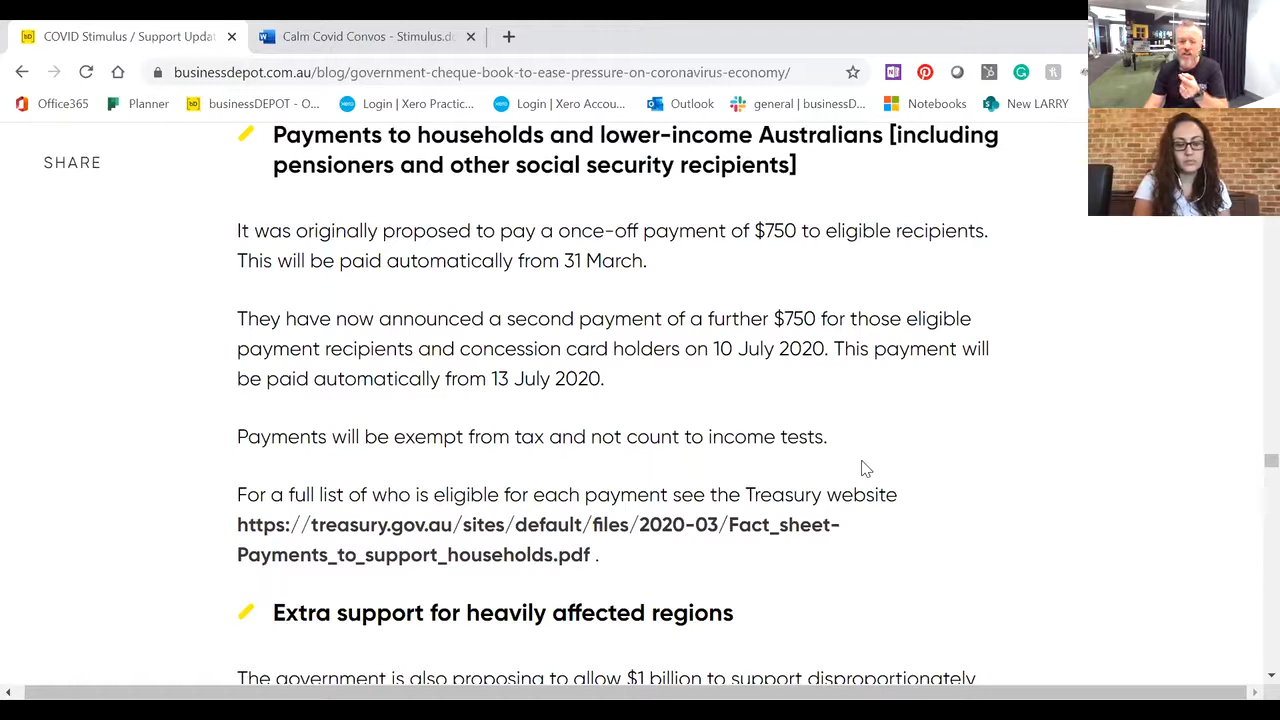 COVID Stimulus / Support Updat
Calm Covid Convos - Stimulus.do
businessdepot.com.au/blog/government-cheque-book-to-ease-pressure-on-coronavirus-economy/
Office365
Planner
businessDEPOT - O...
Login | Xero Practic...
Login | Xero Accou...
Outlook
general | businessD...
Notebooks
New LARRY
SHARE
Payments to households and lower-income Australians [including
pensioners and other social security recipients]
It was originally proposed to pay a once-off payment of $750 to eligible recipients.
This will be paid automatically from 31 March.
They have now announced a second payment of a further $750 for those eligible
payment recipients and concession card holders on 10 July 2020. This payment will
be paid automatically from 13 July 2020.
Payments will be exempt from tax and not count to income tests.
For a full list of who is eligible for each payment see the Treasury website
https://treasury.gov.au/sites/default/files/2020-03/Fact_sheet-
Payments_to_support_households.pdf .
Extra support for heavily affected regions
The government is also proposing to allow $1 billion to support disproportionately